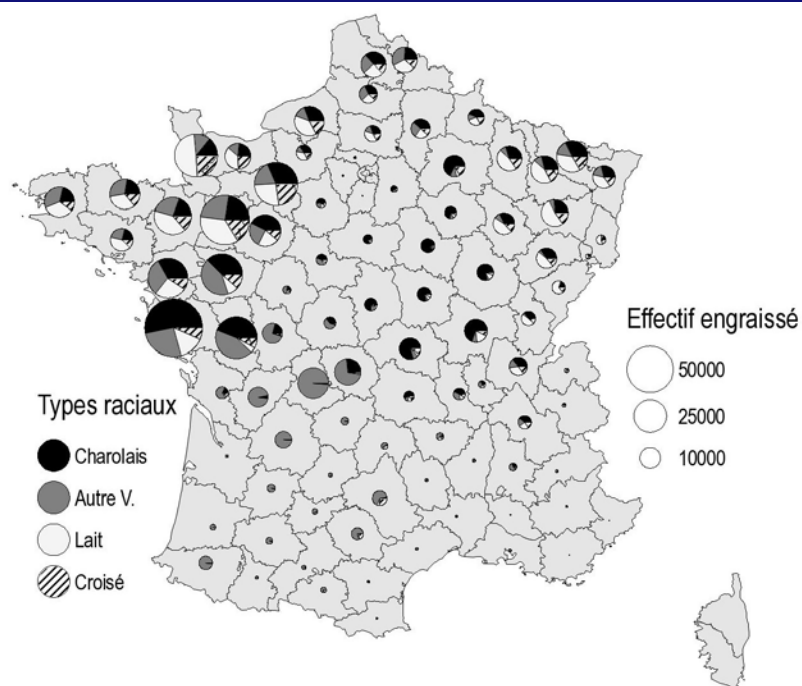 Types raciaux
Charolais
Autre V.
Lait
Croisé
Effectif engraissé
50000
25000
10000